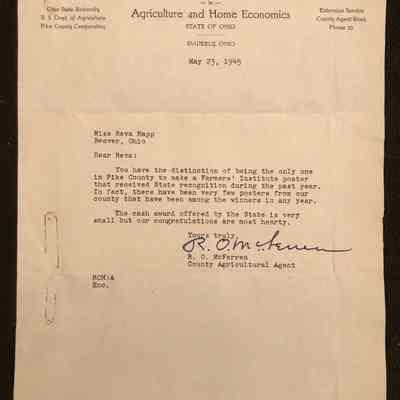 in
Agriculture and Home Economics
STATE OF OHIO
Ohio State University
U. S. Dept. of Agriculture
Pike County Cooperating
Extension Service
County Agent Block
Phone 30
WAVERLY, OHIO
May 23, 1945
Miss Reva Rapp
Beaver, Ohio
Dear Reva:
You have the distinction of being the only one
in Pike County to make a Farmers' Institute poster
that received State recognition during the past year.
In fact, there have been very few posters from our
county that have been among the winners in any year.
The cash award offered by the State is very
small but our congratulations are most hearty.
Yours truly,
R. O. McFerren
R. O. McFerren
County Agricultural Agent
ROM:A
Enc.